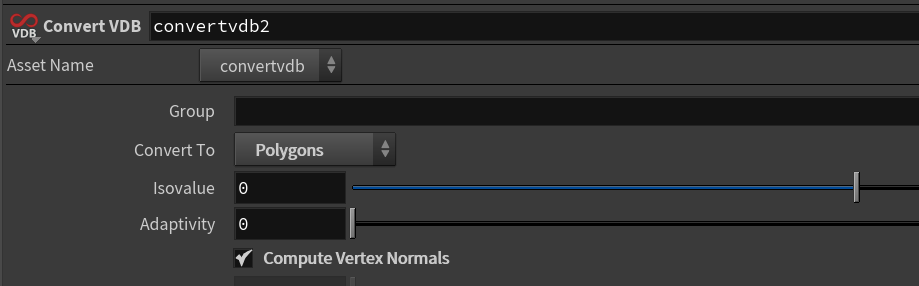 VDB Convert VDB convertvdb2
Asset Name convertvdb
Group
Convert To Polygons
Isovalue 0
Adaptivity 0
Compute Vertex Normals